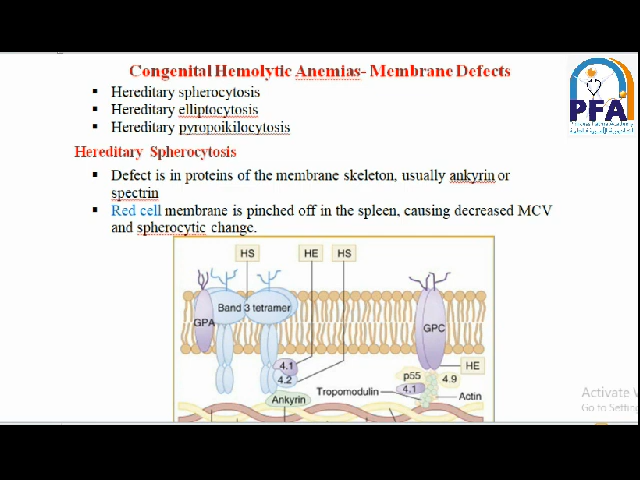 Congenital Hemolytic Anemias- Membrane Defects
Hereditary spherocytosis
Hereditary elliptocytosis
Hereditary pyropoikilocytosis
PFA
Hereditary Spherocytosis
Defect is in proteins of the membrane skeleton, usually ankyrin or
spectrin
Red cell membrane is pinched off in the spleen, causing decreased MCV
and spherocytic change.
HS
HE
HS
GPA
Band 3 tetramer
GPC
4.1
4.2
HE
p55
4.9
Tropomodulin
4.1
Actin
Ankyrin
Activate
Go to Settin